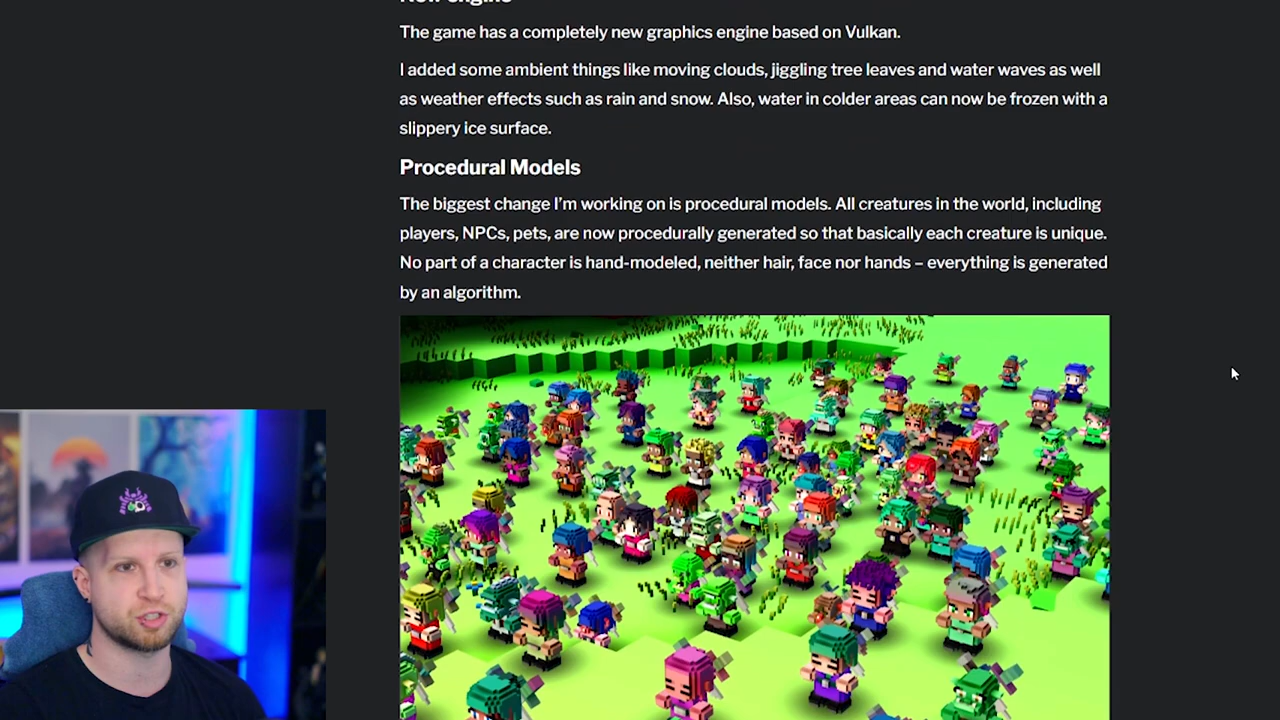 New engine
The game has a completely new graphics engine based on Vulkan.
I added some ambient things like moving clouds, jiggling tree leaves and water waves as well
as weather effects such as rain and snow. Also, water in colder areas can now be frozen with a
slippery ice surface.
Procedural Models
The biggest change I'm working on is procedural models. All creatures in the world, including
players, NPCs, pets, are now procedurally generated so that basically each creature is unique.
No part of a character is hand-modeled, neither hair, face nor hands – everything is generated
by an algorithm.